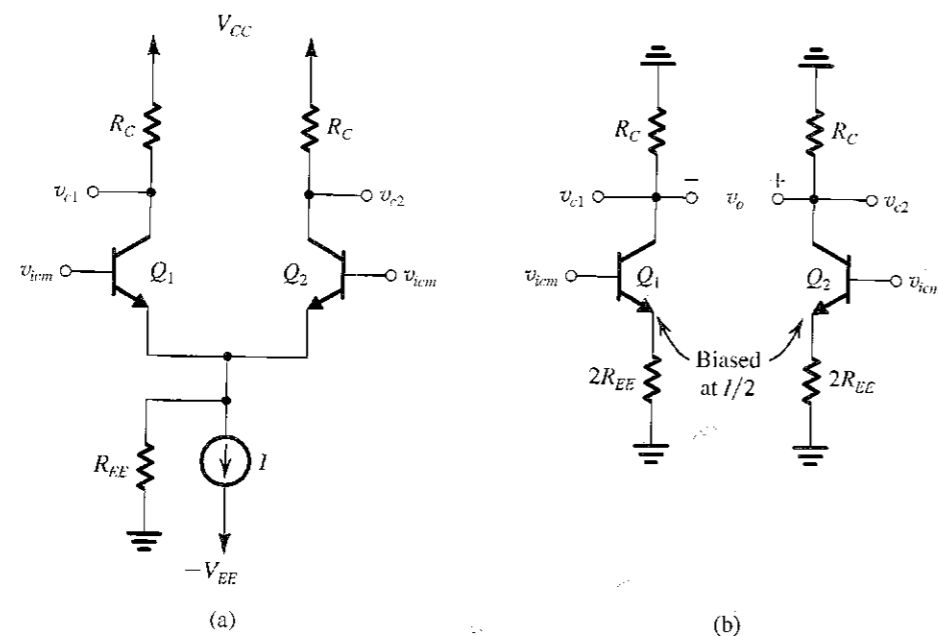 V_CC
R_C
R_C
v_c1
v_c2
v_icm
Q_1
Q_2
v_icm
R_EE
I
−V_EE
(a)
R_C
R_C
v_c1
−
v_o
+
v_c2
v_icm
Q_1
Q_2
v_icm
2R_EE
Biased
at I/2
2R_EE
(b)